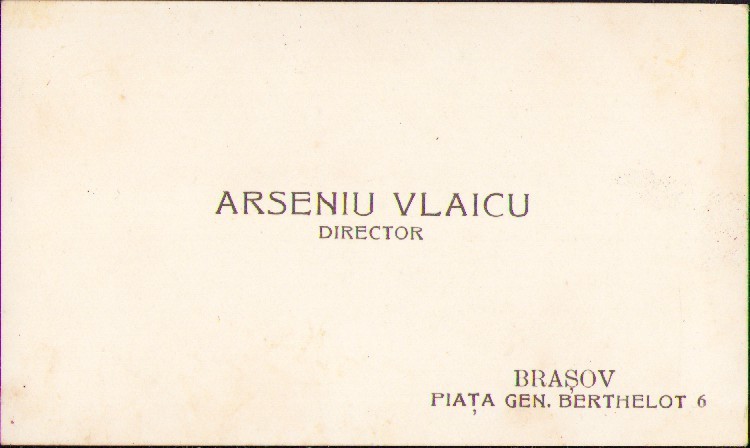 ARSENIU VLAICU
DIRECTOR
BRAȘOV
PIAȚA GEN. BERTHELOT 6